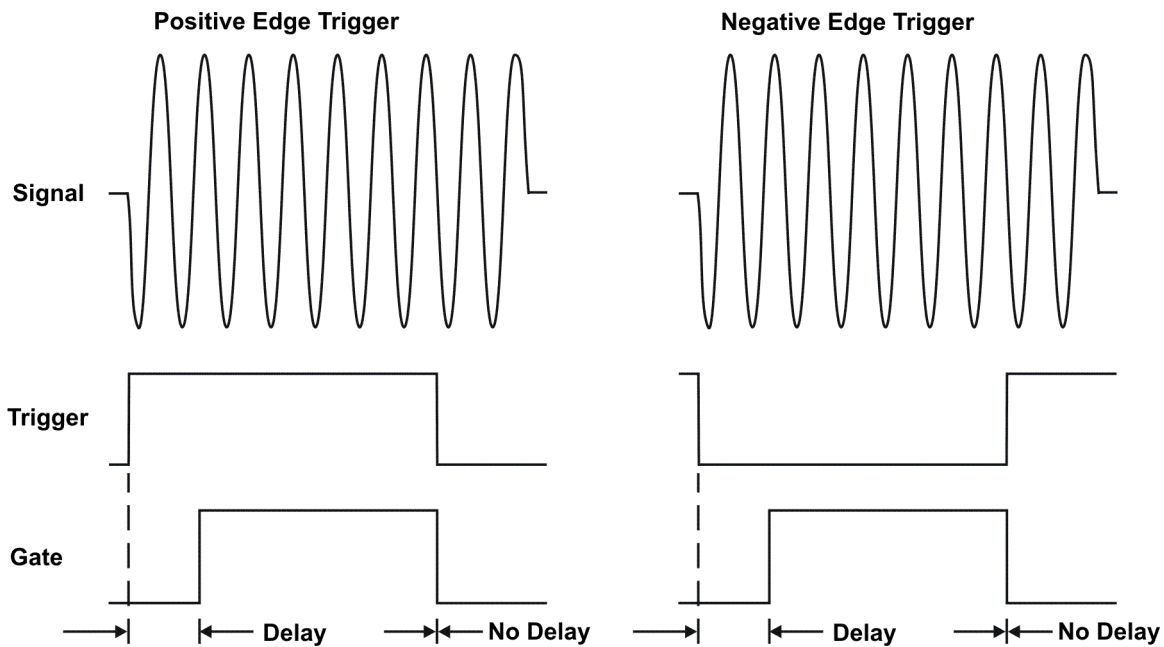 Positive Edge Trigger
Negative Edge Trigger
Signal
Trigger
Gate
Delay
No Delay
Delay
No Delay